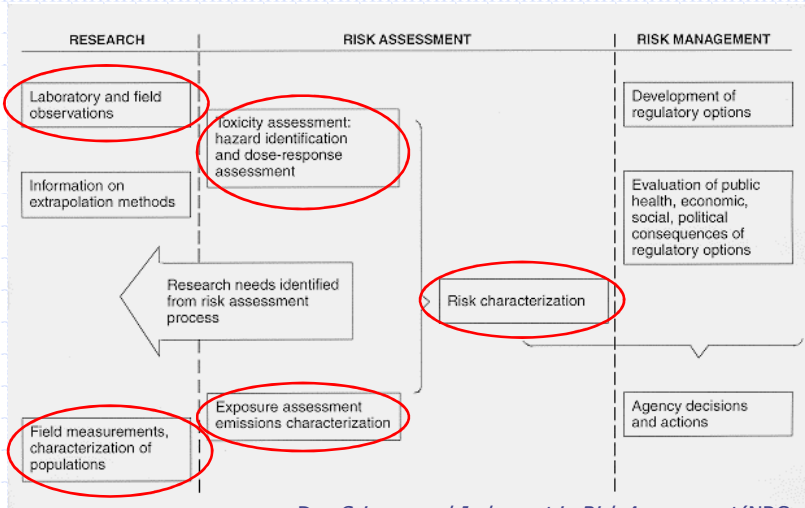 RESEARCH
RISK ASSESSMENT
RISK MANAGEMENT
Laboratory and field
observations
Toxicity assessment:
hazard identification
and dose-response
assessment
Development of
regulatory options
Information on
extrapolation methods
Evaluation of public
health, economic,
social, political
consequences of
regulatory options
Research needs identified
from risk assessment
process
Risk characterization
Exposure assessment
emissions characterization
Agency decisions
and actions
Field measurements,
characterization of
populations